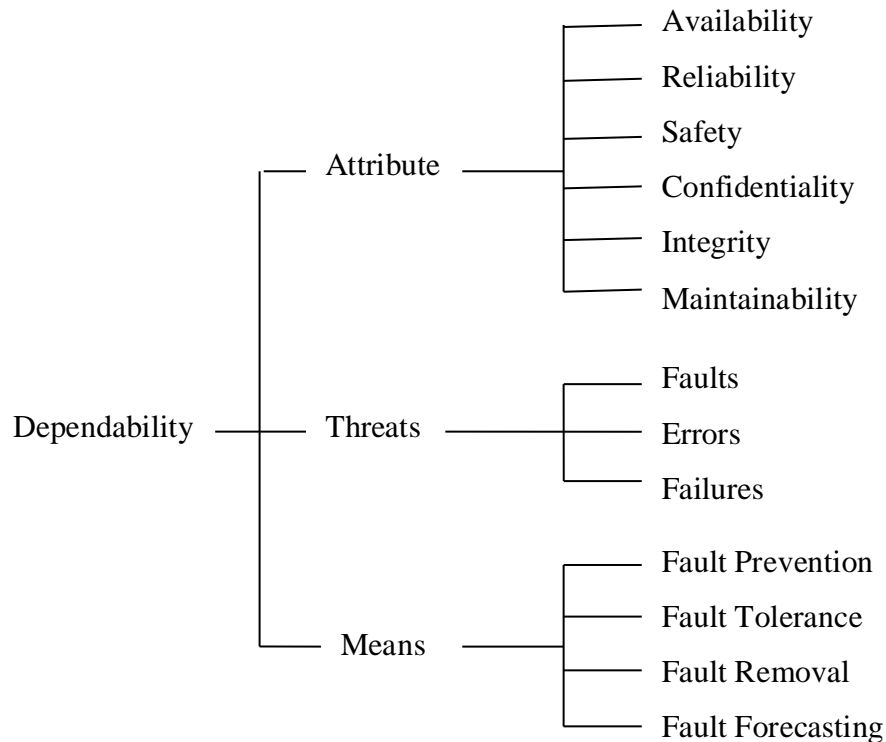 Dependability
Attribute
Availability
Reliability
Safety
Confidentiality
Integrity
Maintainability
Threats
Faults
Errors
Failures
Means
Fault Prevention
Fault Tolerance
Fault Removal
Fault Forecasting